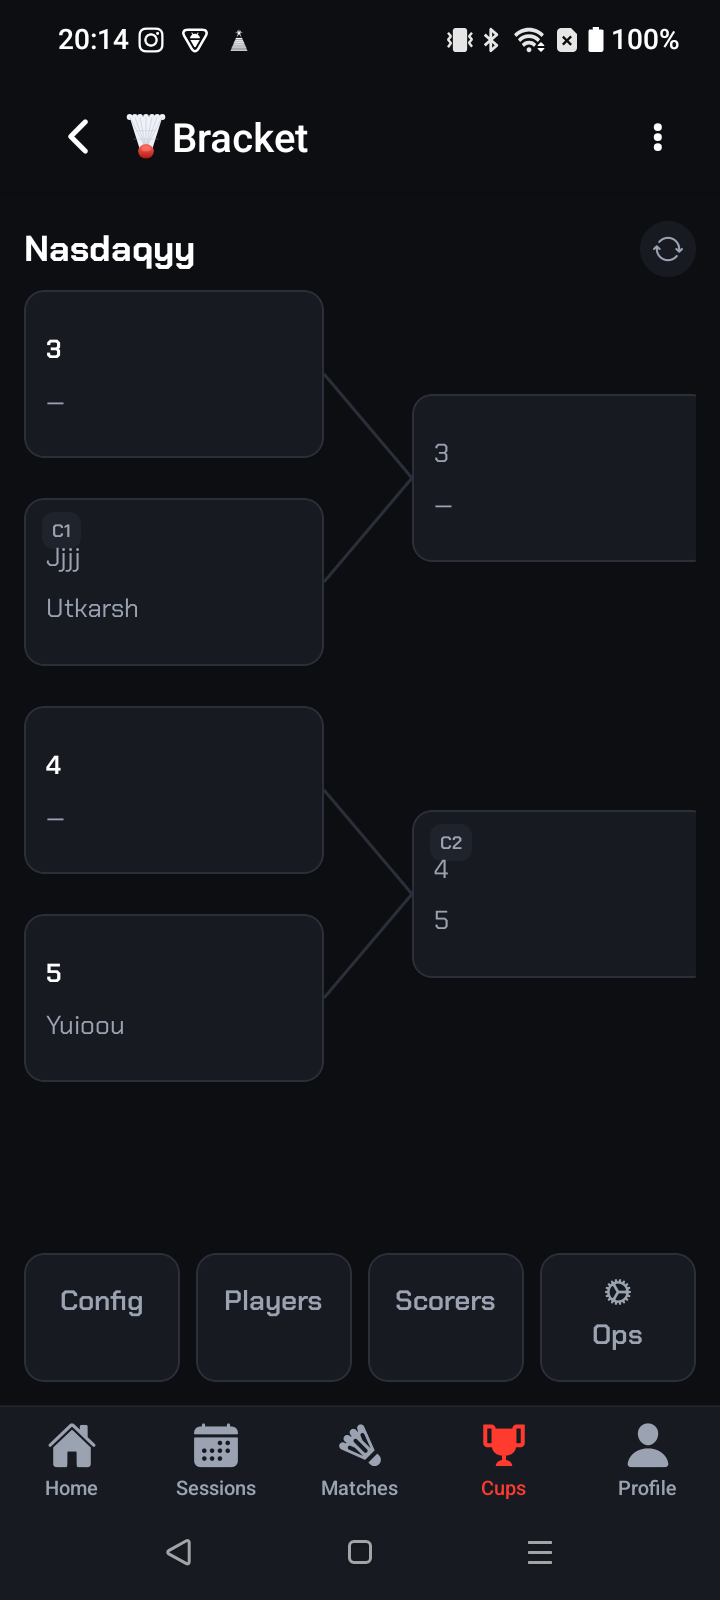 20:14
100%
Bracket
Nasdaqyy
3
–
3
–
C1
Jjjj
Utkarsh
4
–
C2
4
5
5
Yuioou
Config
Players
Scorers
Ops
Home
Sessions
Matches
Cups
Profile